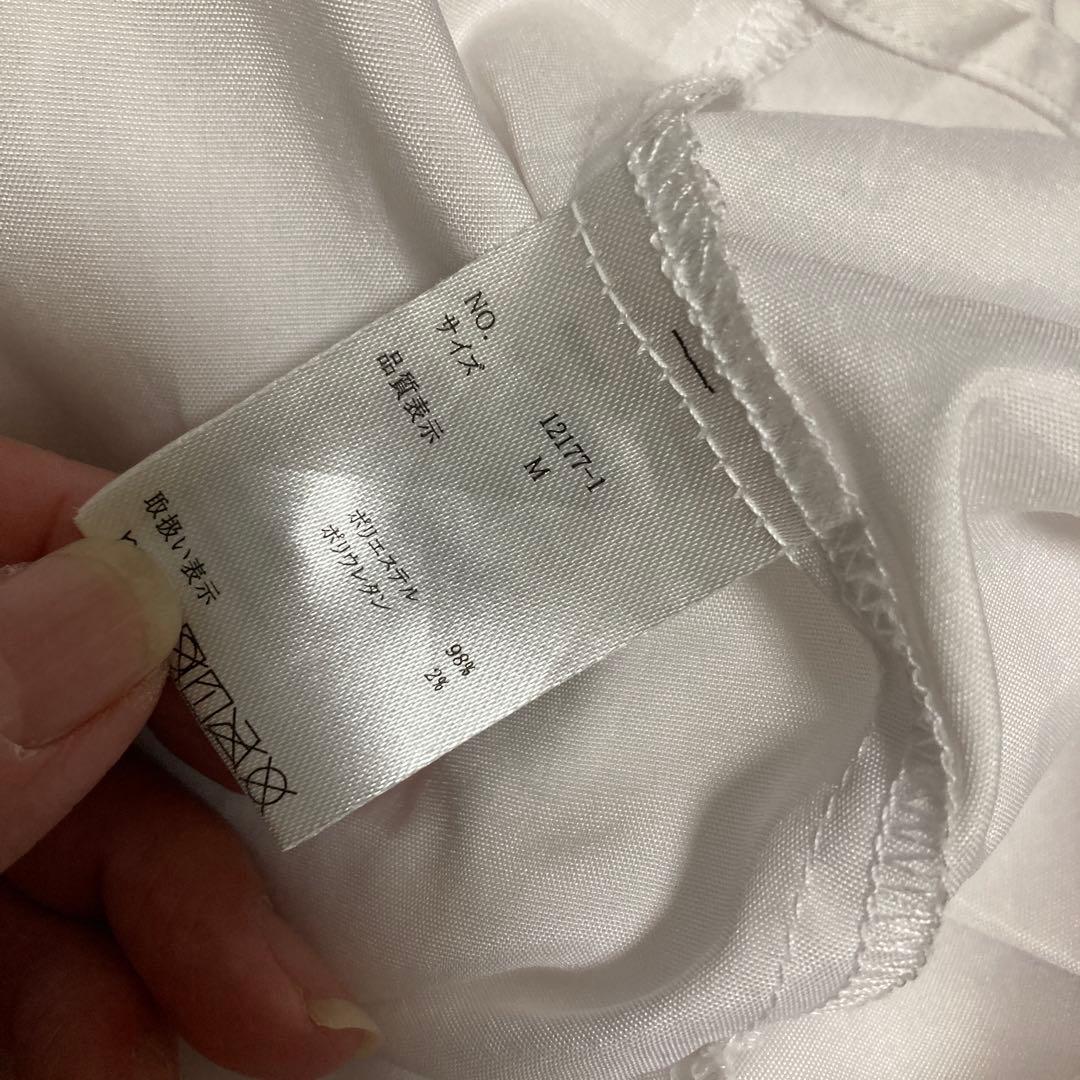 NO. 12177-1
サイズ M
品質表示
ポリエステル 98%
ポリウレタン 2%
取扱い表示